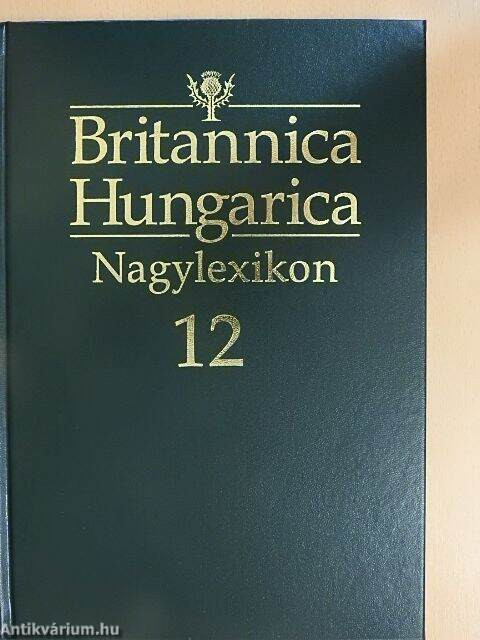 Britannica
Hungarica
Nagylexikon
12
Antikvárium.hu